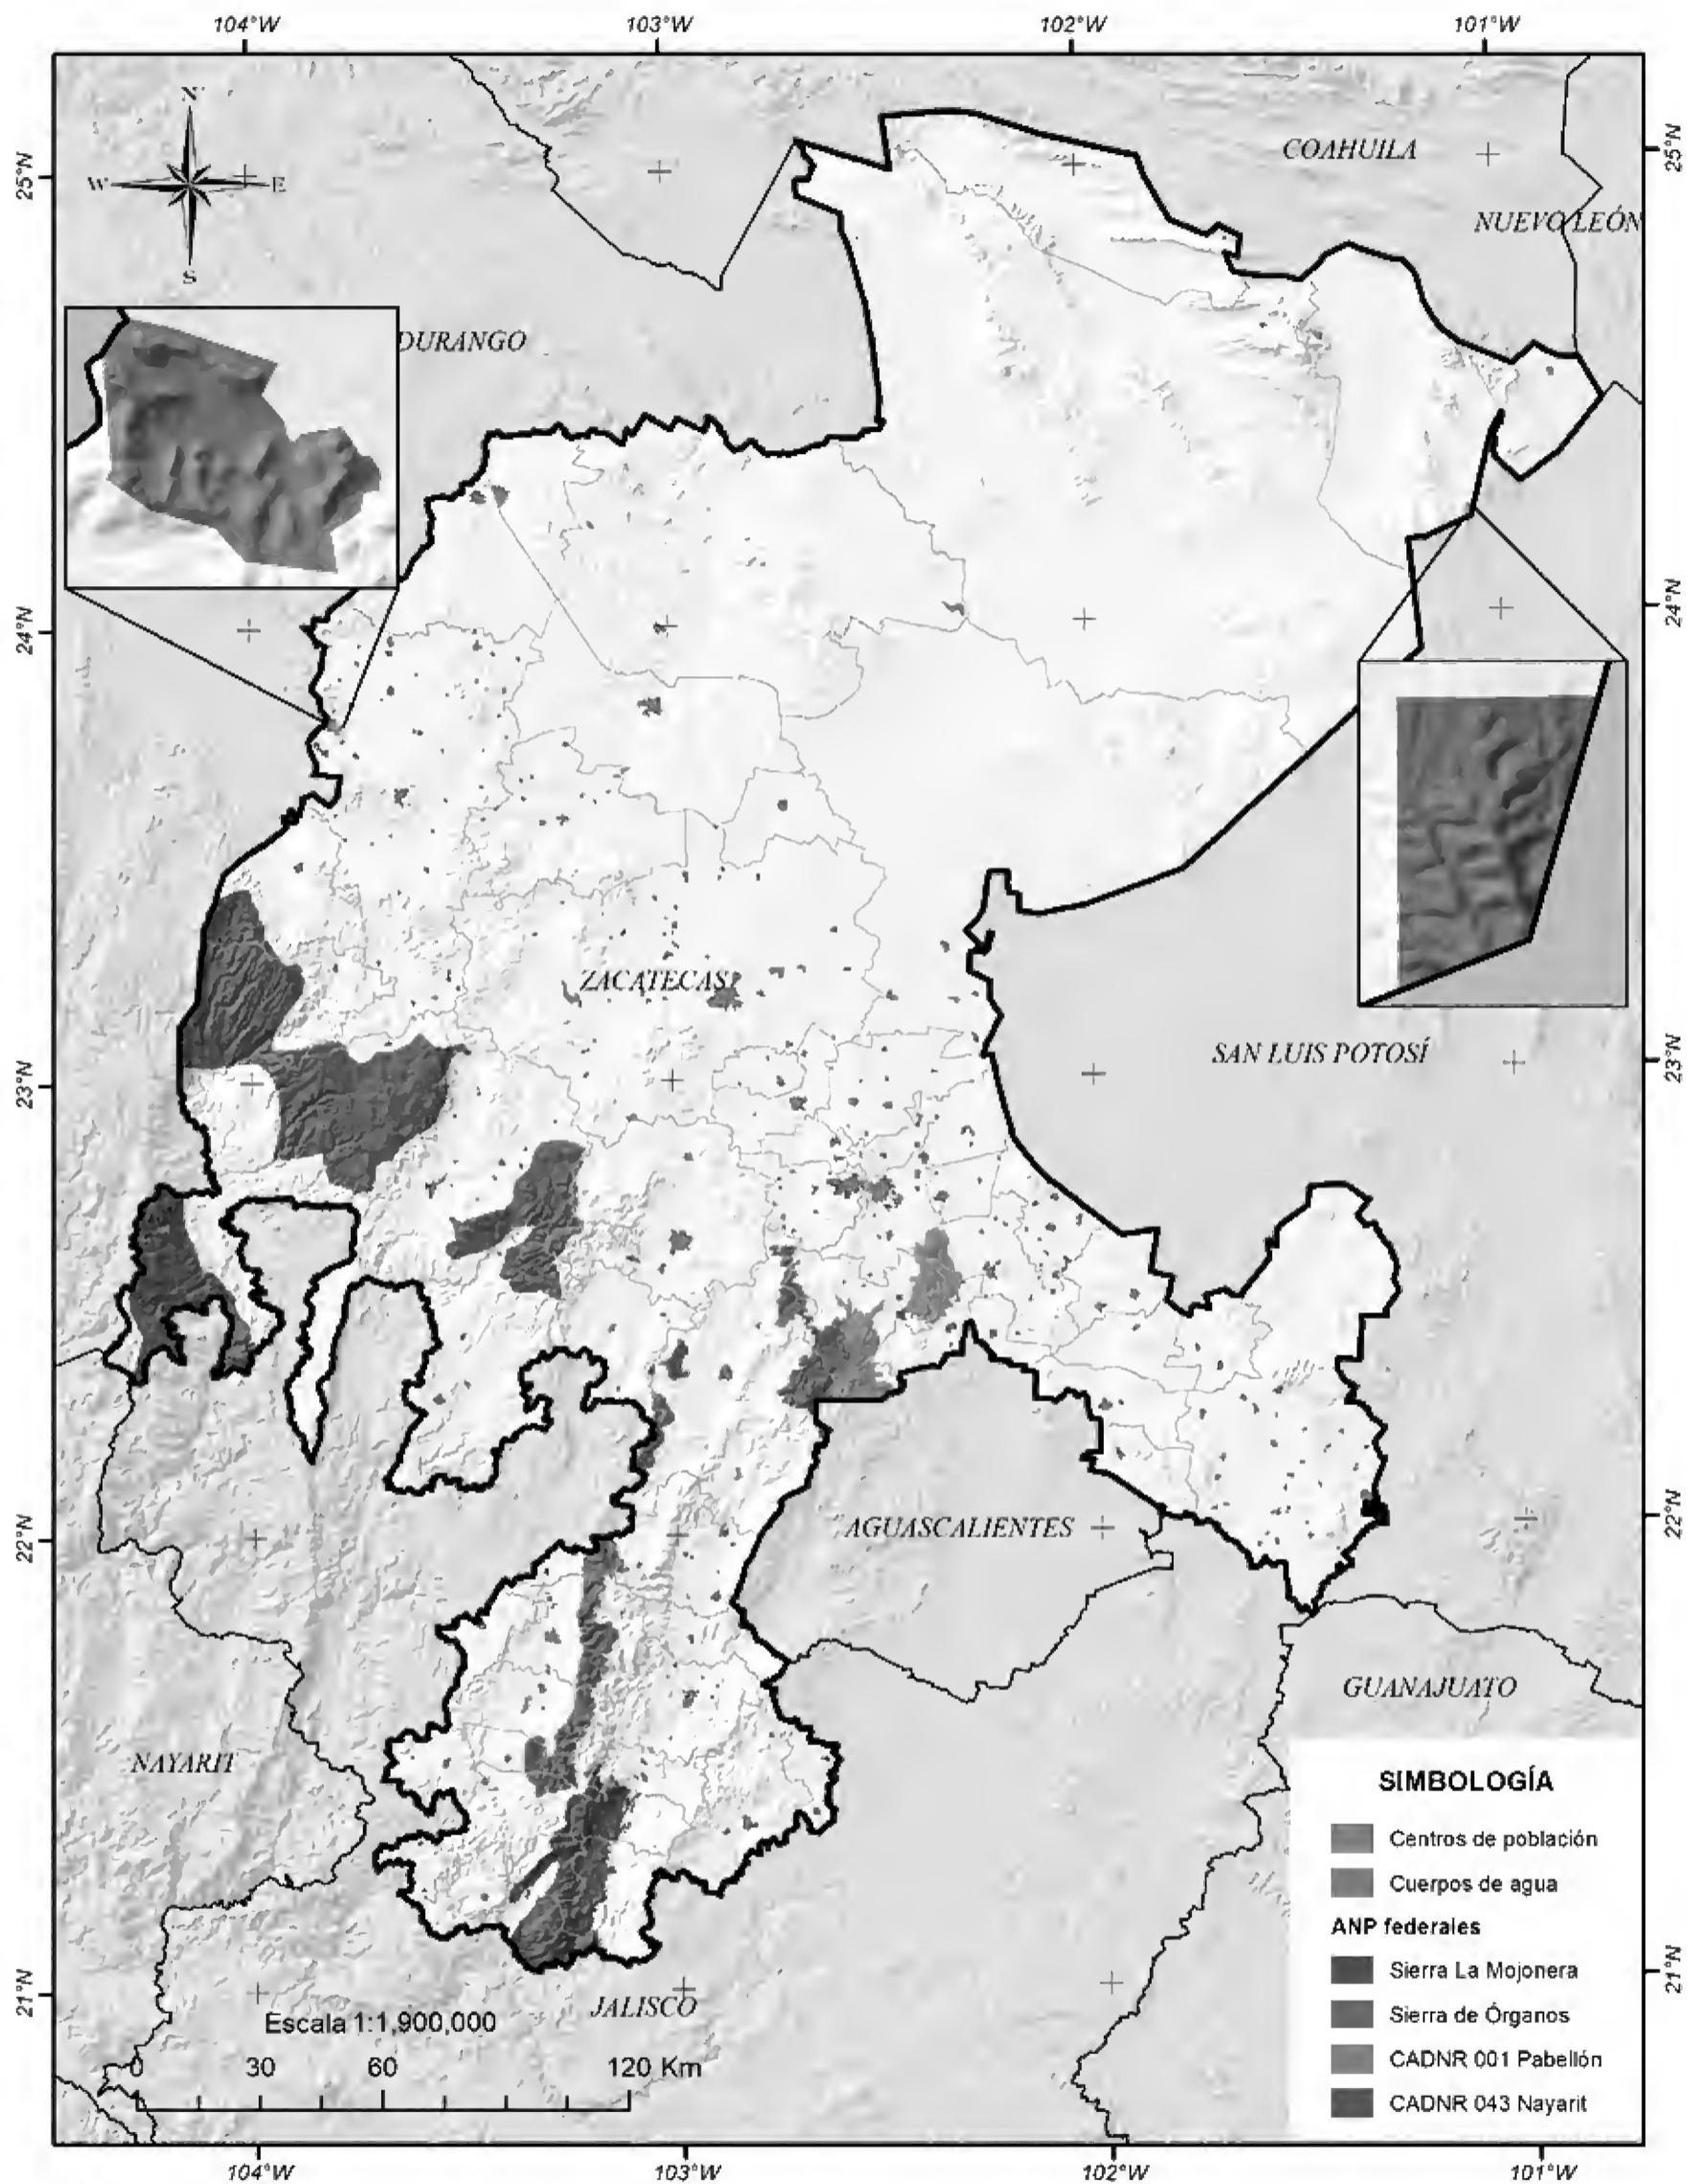 104°W 103°W 102°W 101°W
N
W E
S
25°N
25°N
COAHUILA
NUEVO LEÓN
DURANGO
24°N
24°N
ZACATECAS
SAN LUIS POTOSÍ
23°N
23°N
22°N
22°N
AGUASCALIENTES
GUANAJUATO
NAYARIT
SIMBOLOGÍA
Centros de población
Cuerpos de agua
ANP federales
Sierra La Mojonera
Sierra de Órganos
CADNR 001 Pabellón
CADNR 043 Nayarit
21°N
21°N
JALISCO
Escala 1:1,900,000
0 30 60 120 Km
104°W 103°W 102°W 101°W